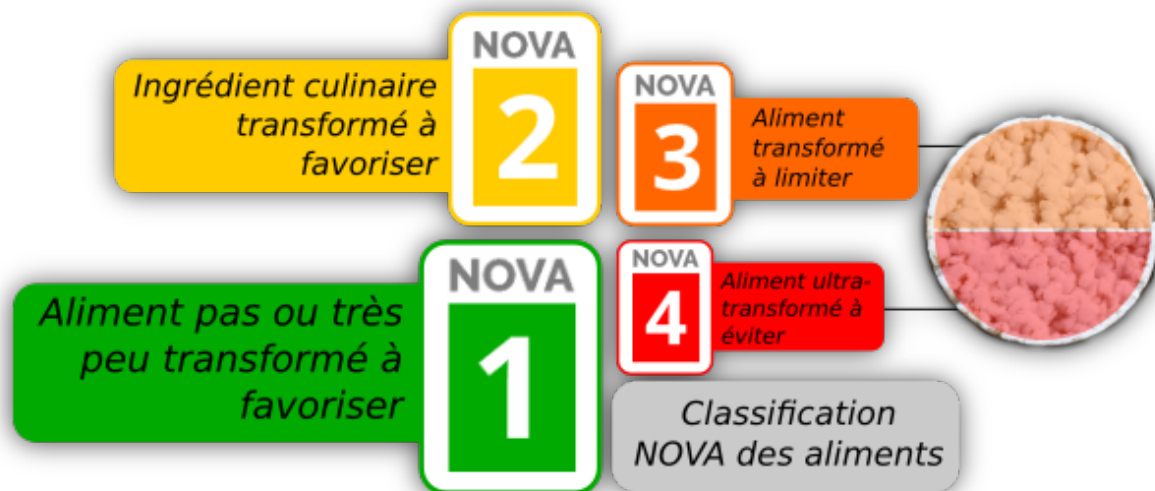 NOVA
2
Ingrédient culinaire
transformé à
favoriser
NOVA
3
Aliment
transformé
à limiter
NOVA
1
Aliment pas ou très
peu transformé à
favoriser
NOVA
4
Aliment ultra-
transformé à
éviter
Classification
NOVA des aliments